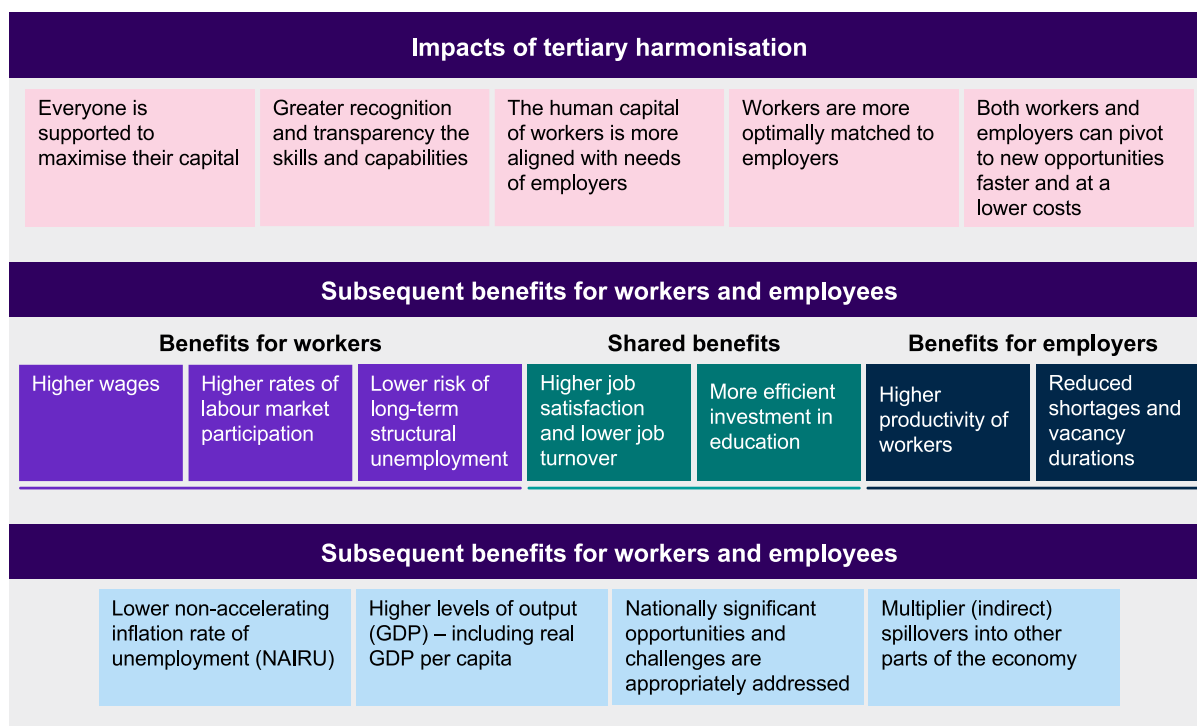 Impacts of tertiary harmonisation
Everyone is
supported to
maximise their capital
Greater recognition
and transparency the
skills and capabilities
The human capital
of workers is more
aligned with needs
of employers
Workers are more
optimally matched to
employers
Both workers and
employers can pivot
to new opportunities
faster and at a
lower costs
Subsequent benefits for workers and employees
Benefits for workers
Higher wages
Higher rates of
labour market
participation
Lower risk of
long-term
structural
unemployment
Shared benefits
Higher job
satisfaction
and lower job
turnover
More efficient
investment in
education
Benefits for employers
Higher
productivity of
workers
Reduced
shortages and
vacancy
durations
Subsequent benefits for workers and employees
Lower non-accelerating
inflation rate of
unemployment (NAIRU)
Higher levels of output
(GDP) – including real
GDP per capita
Nationally significant
opportunities and
challenges are
appropriately addressed
Multiplier (indirect)
spillovers into other
parts of the economy